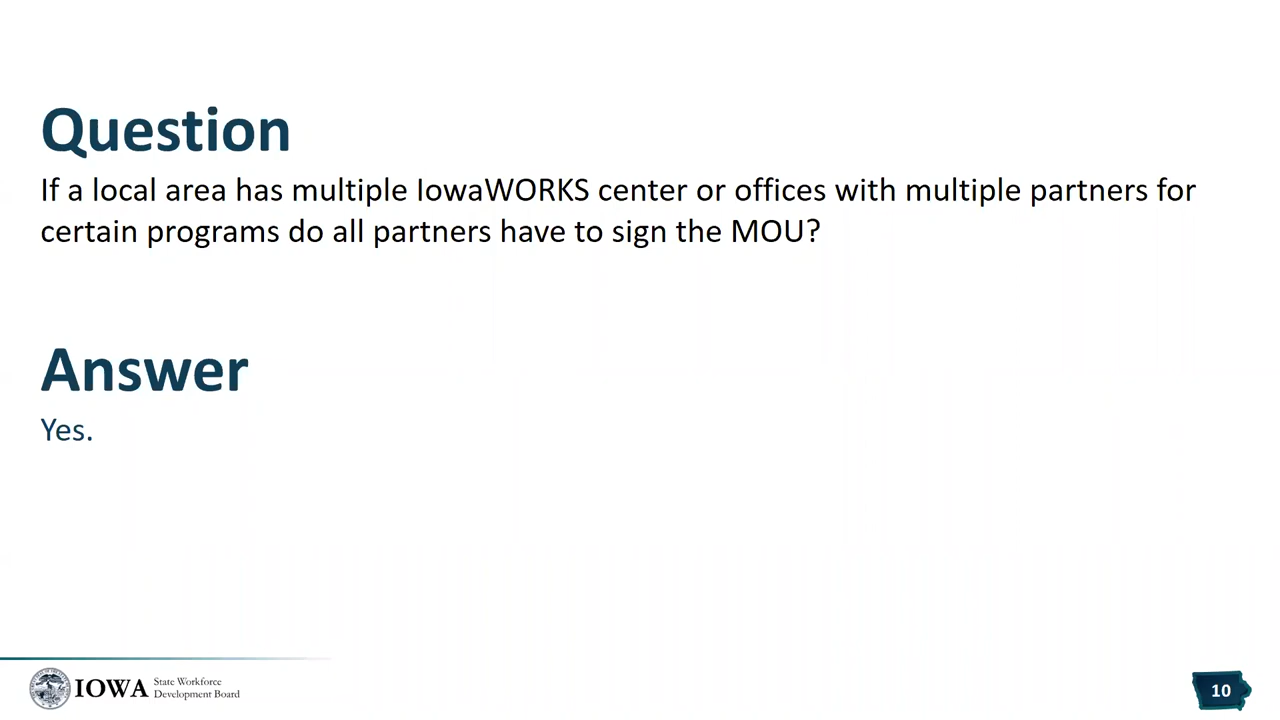 Question
If a local area has multiple IowaWORKS center or offices with multiple partners for
certain programs do all partners have to sign the MOU?
Answer
Yes.
IOWA State Workforce
Development Board
10